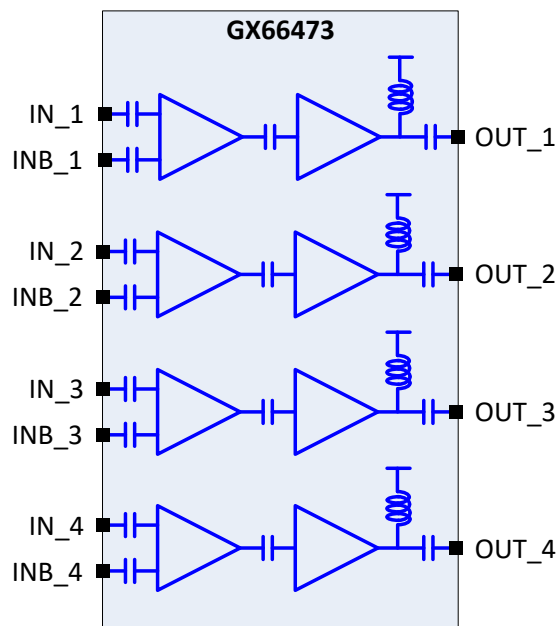 GX66473
IN_1
INB_1
OUT_1
IN_2
INB_2
OUT_2
IN_3
INB_3
OUT_3
IN_4
INB_4
OUT_4